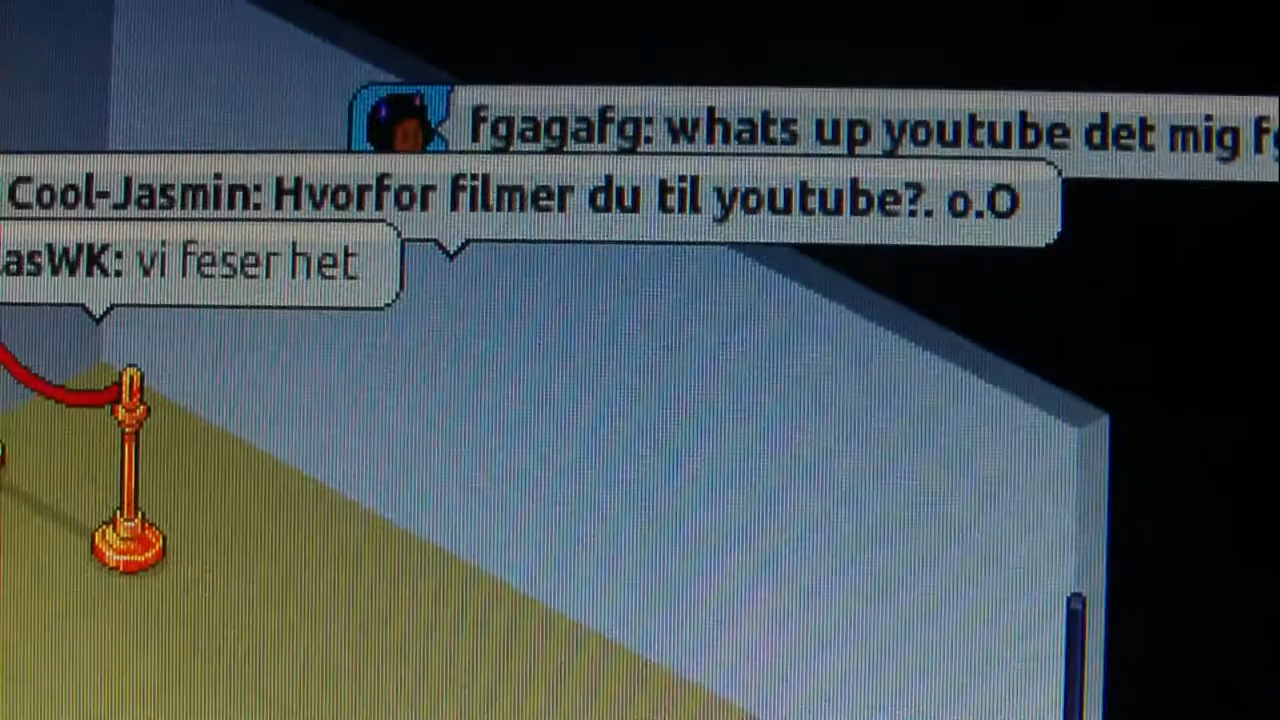 fgagafg: whats up youtube det mig f
Cool-Jasmin: Hvorfor filmer du til youtube?. o.O
asWK: vi feser het